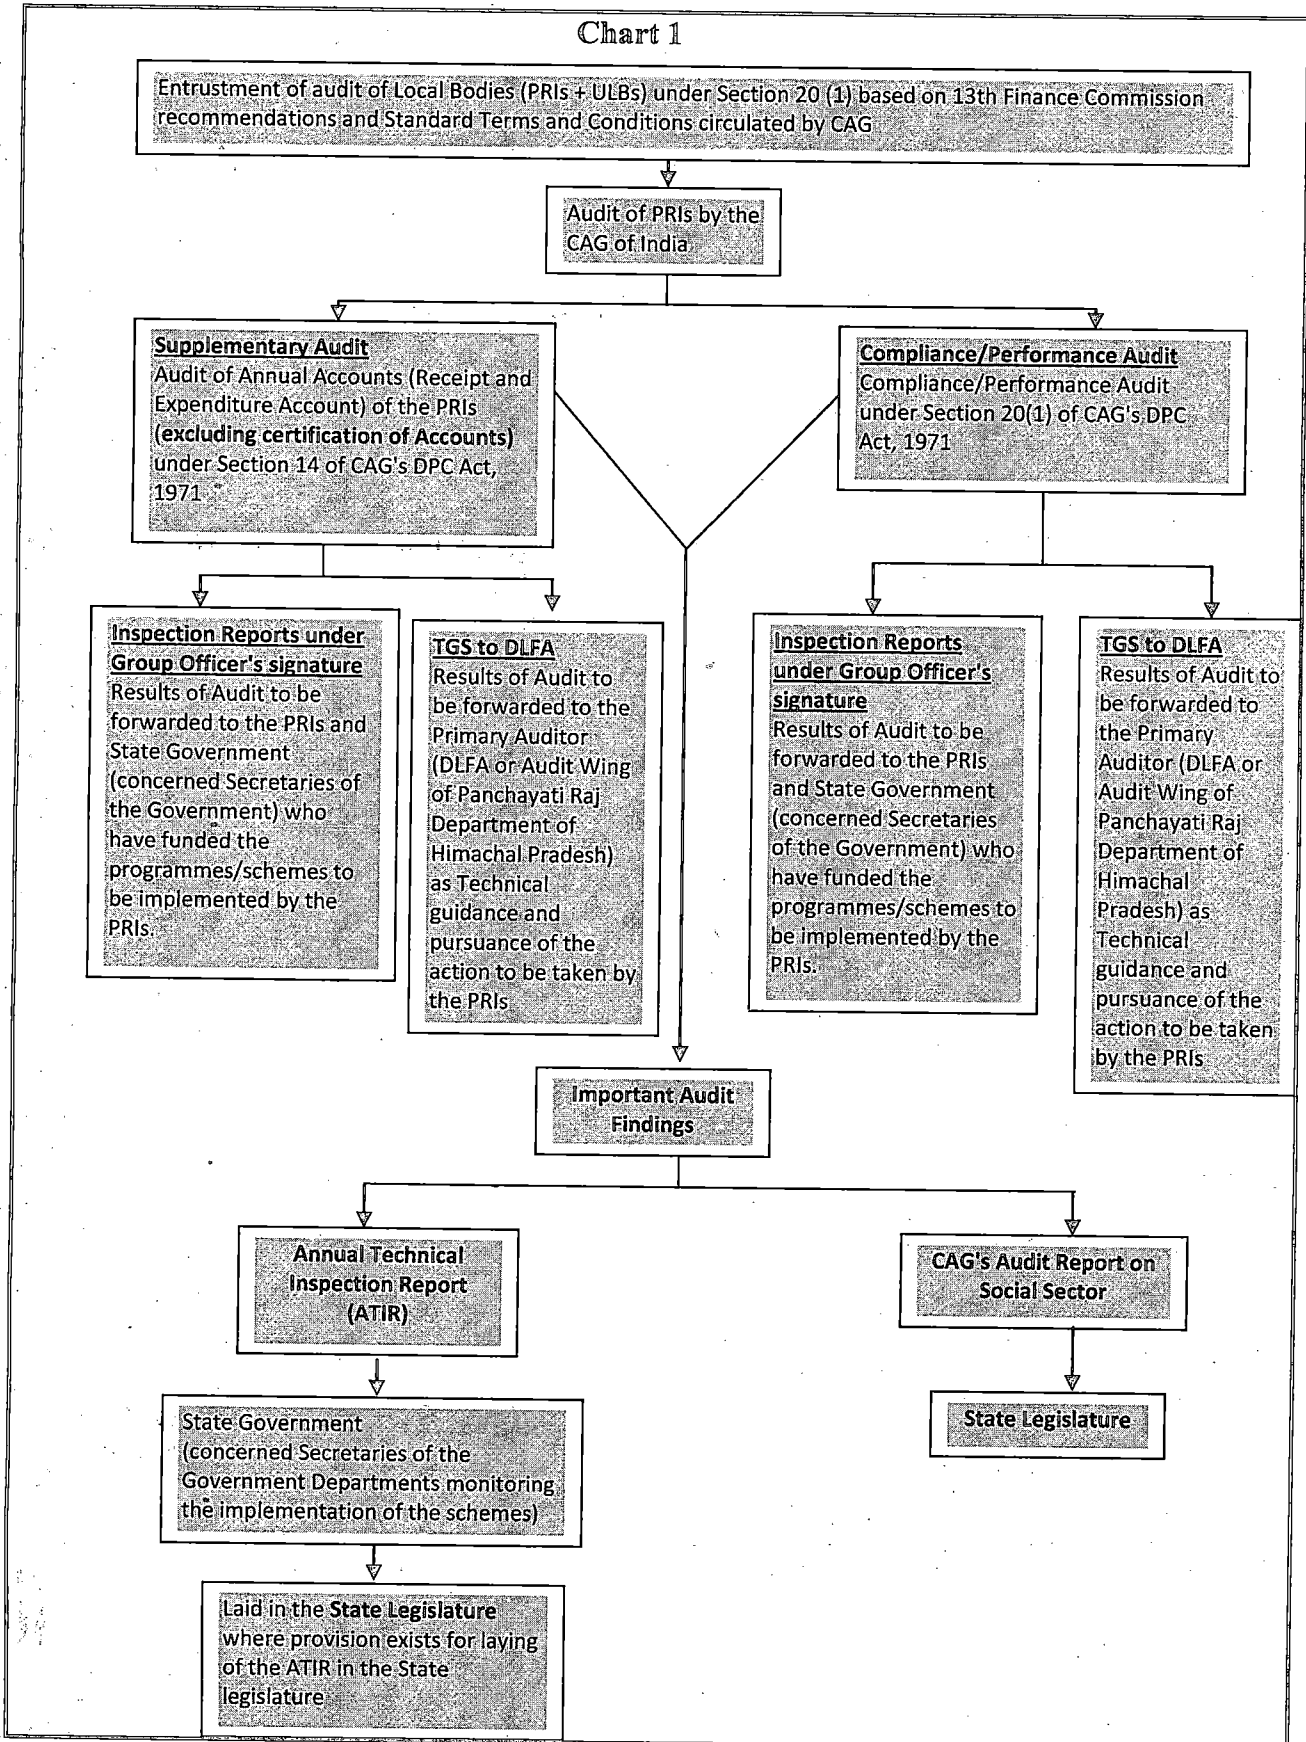 Chart 1
Entrustment of audit of Local Bodies (PRIs + ULBs) under Section 20 (1) based on 13th Finance Commission
recommendations and Standard Terms and Conditions circulated by CAG
Audit of PRIs by the
CAG of India
Supplementary Audit
Audit of Annual Accounts (Receipt and
Expenditure Account) of the PRIs
(excluding certification of Accounts)
under Section 14 of CAG's DPC Act,
1971
Compliance/Performance Audit
Compliance/Performance Audit
under Section 20(1) of CAG's DPC
Act, 1971
Inspection Reports under
Group Officer's signature
Results of Audit to be
forwarded to the PRIs and
State Government
(concerned Secretaries of
the Government) who
have funded the
programmes/schemes to
be implemented by the
PRIs.
TGS to DLFA
Results of Audit to
be forwarded to the
Primary Auditor
(DLFA or Audit Wing
of Panchayati Raj
Department of
Himachal Pradesh)
as Technical
guidance and
pursuance of the
action to be taken by
the PRIs
Inspection Reports
under Group Officer's
signature
Results of Audit to be
forwarded to the PRIs
and State Government
(concerned Secretaries
of the Government) who
have funded the
programmes/schemes to
be implemented by the
PRIs.
TGS to DLFA
Results of Audit to
be forwarded to
the Primary
Auditor (DLFA or
Audit Wing of
Panchayati Raj
Department of
Himachal
Pradesh) as
Technical
guidance and
pursuance of the
action to be taken
by the PRIs
Important Audit
Findings
Annual Technical
Inspection Report
(ATIR)
CAG's Audit Report on
Social Sector
State Government
(concerned Secretaries of the
Government Departments monitoring
the implementation of the schemes)
State Legislature
Laid in the State Legislature
where provision exists for laying
of the ATIR in the State
legislature